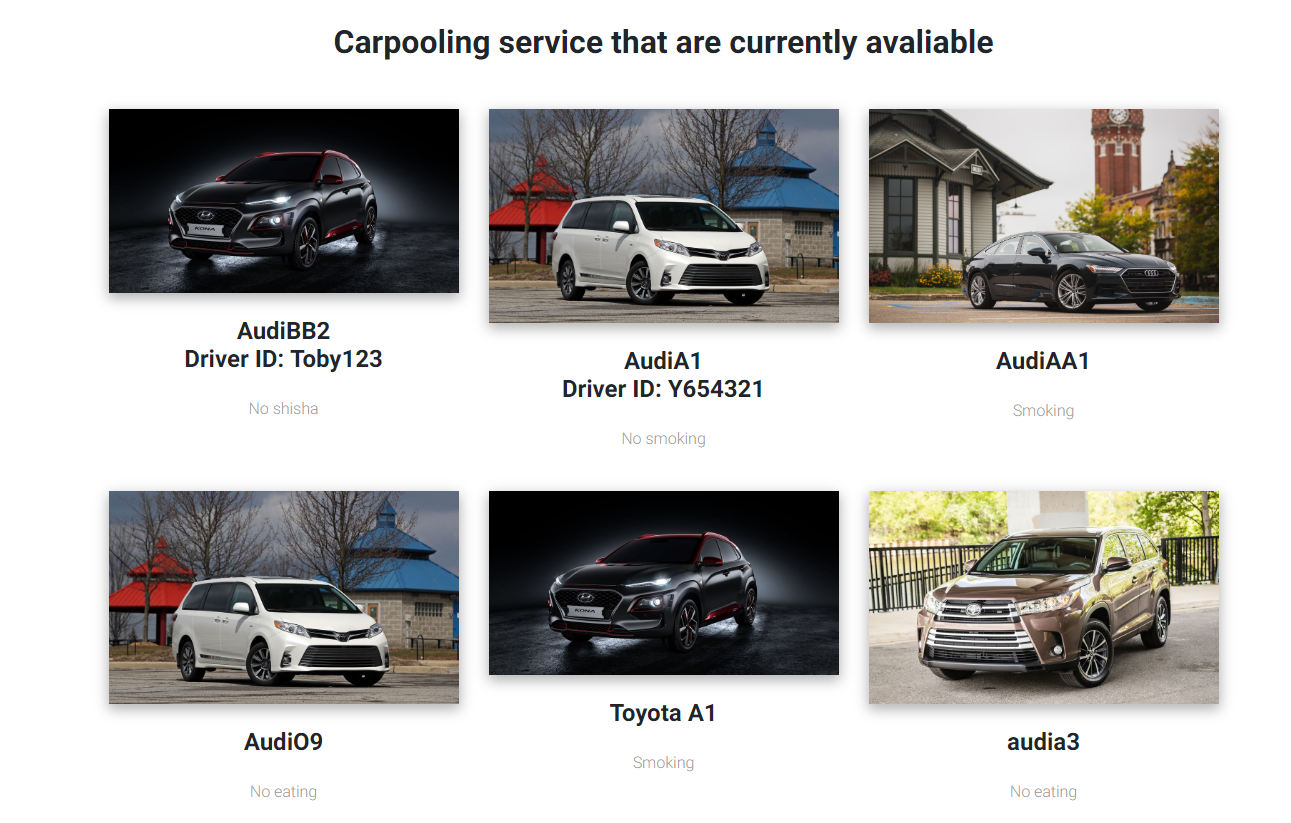 Carpooling service that are currently avaliable
KONA
AudiBB2
Driver ID: Toby123
No shisha
AudiA1
Driver ID: Y654321
No smoking
AudiAA1
Smoking
KONA
AudiO9
No eating
Toyota A1
Smoking
audia3
No eating